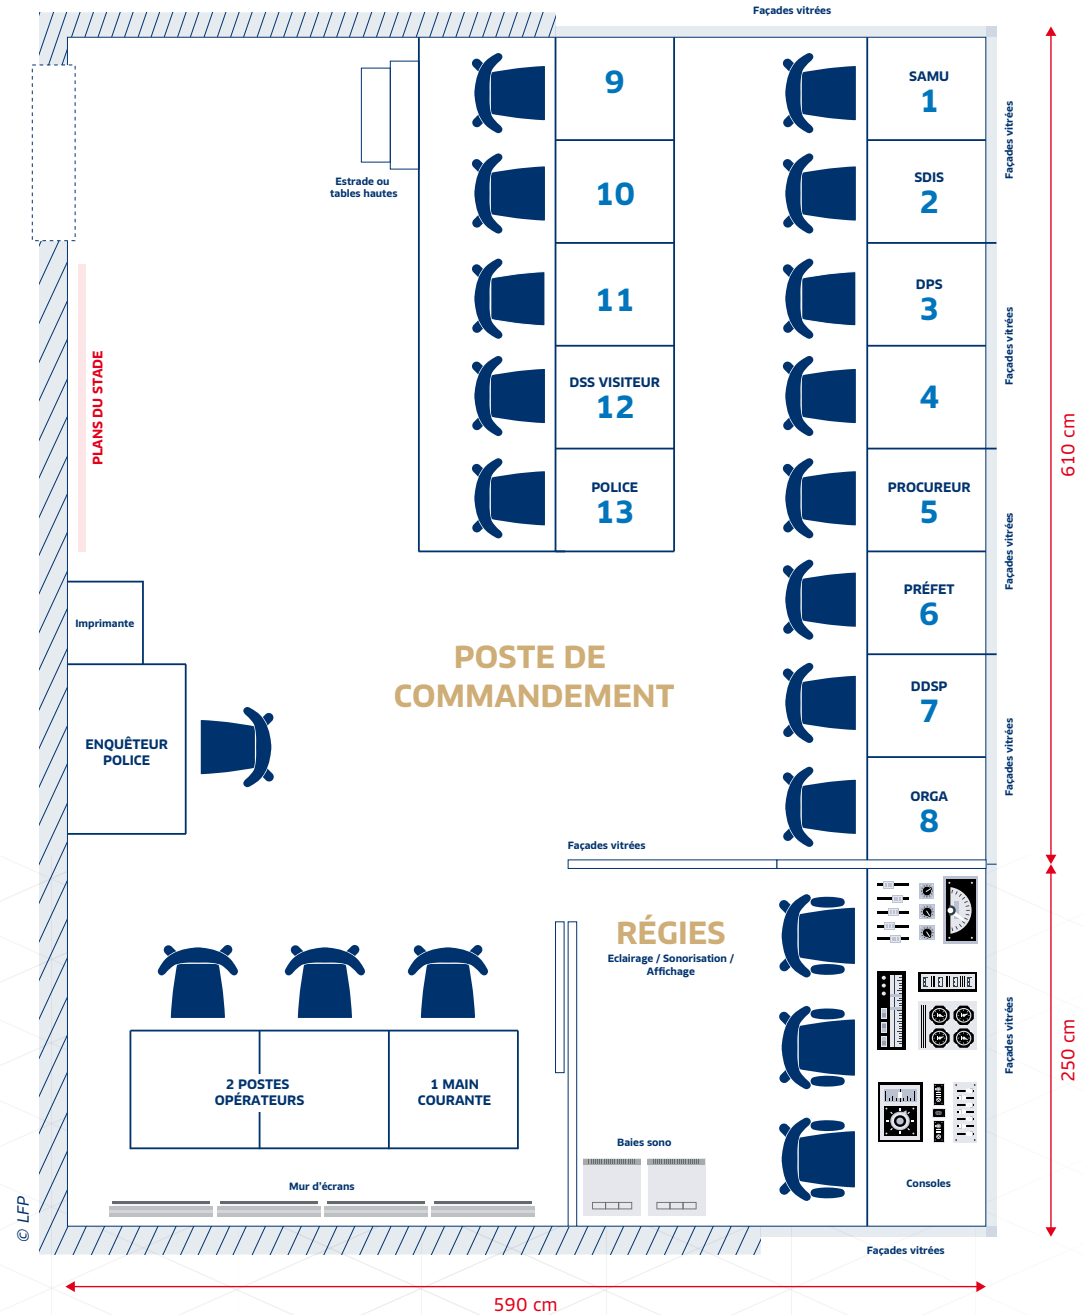 Façades vitrées
9
SAMU
1
Façades vitrées
Estrade ou
tables hautes
10
SDIS
2
11
DPS
3
Façades vitrées
PLANS DU STADE
DSS VISITEUR
12
4
610 cm
POLICE
13
PROCUREUR
5
Façades vitrées
Imprimante
PRÉFET
6
POSTE DE
COMMANDEMENT
DDSP
7
Façades vitrées
ENQUÊTEUR
POLICE
ORGA
8
Façades vitrées
RÉGIES
Eclairage / Sonorisation /
Affichage
Façades vitrées
250 cm
2 POSTES
OPÉRATEURS
1 MAIN
COURANTE
Baies sono
Mur d'écrans
Consoles
© LFP
Façades vitrées
590 cm